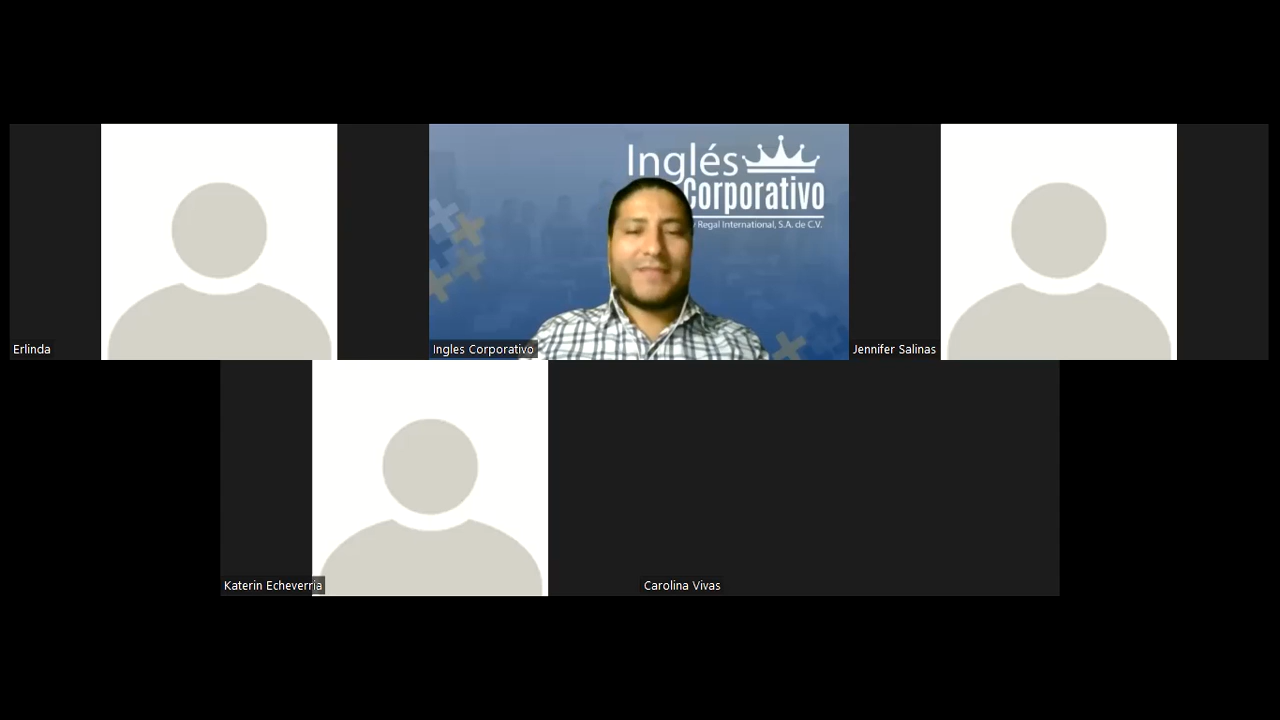 Inglés
Corporativo
Regal International, S.A. de C.V.
Erlinda
Ingles Corporativo
Jennifer Salinas
Katerin Echeverria
Carolina Vivas